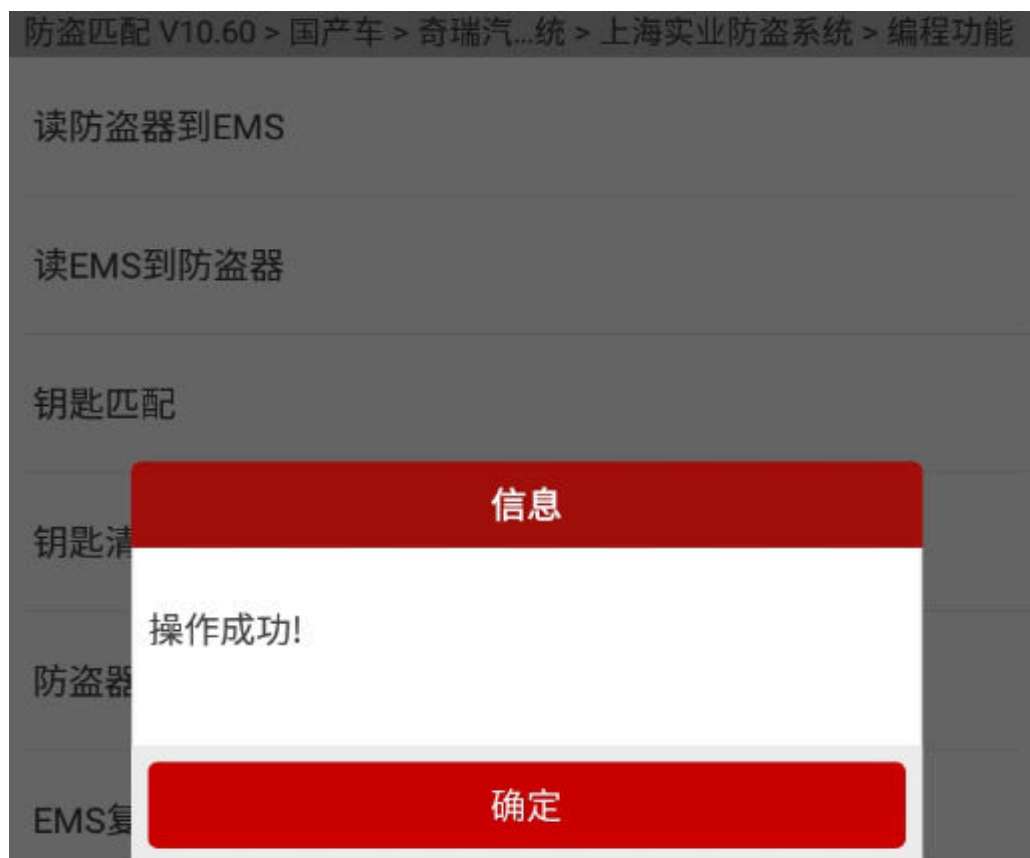 防盗匹配 V10.60 > 国产车 > 奇瑞汽...统 > 上海实业防盗系统 > 编程功能
读防盗器到EMS
读EMS到防盗器
钥匙匹配
钥匙清
防盗器
EMS复
信息
操作成功!
确定